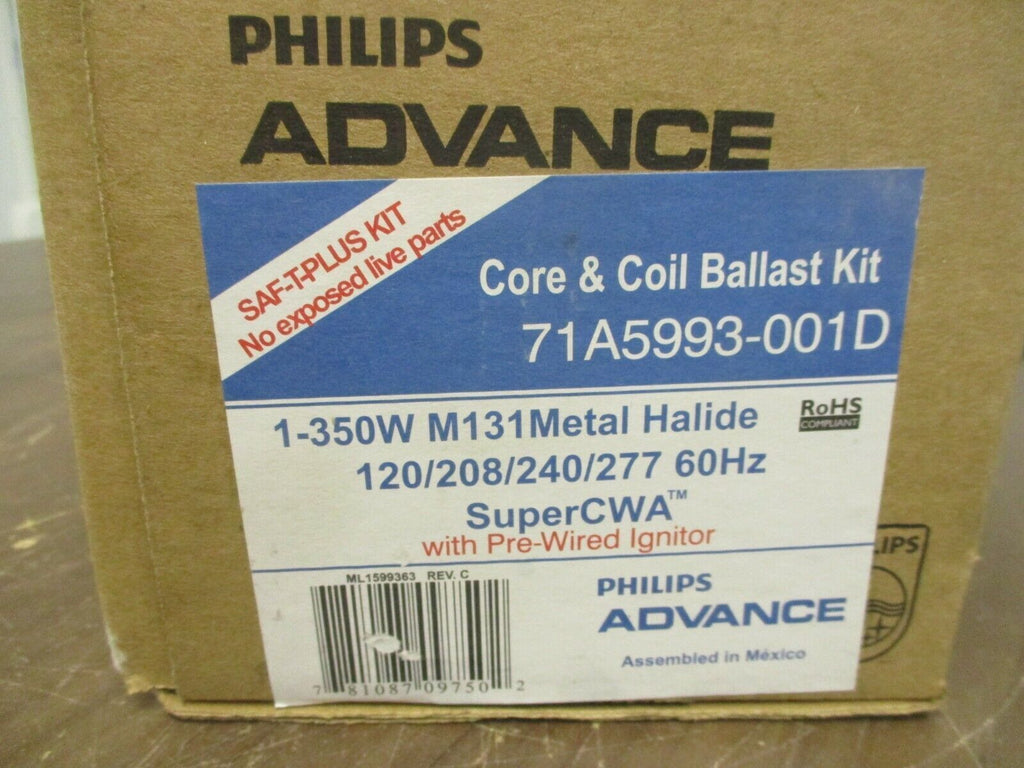 PHILIPS
ADVANCE
SAF-T-PLUS KIT
No exposed live parts
Core & Coil Ballast Kit
71A5993-001D
1-350W M131Metal Halide
RoHS
COMPLIANT
120/208/240/277 60Hz
SuperCWA™
with Pre-Wired Ignitor
ML1599363 REV. C
7 81087 09750 2
PHILIPS
ADVANCE
Assembled in México
LIPS